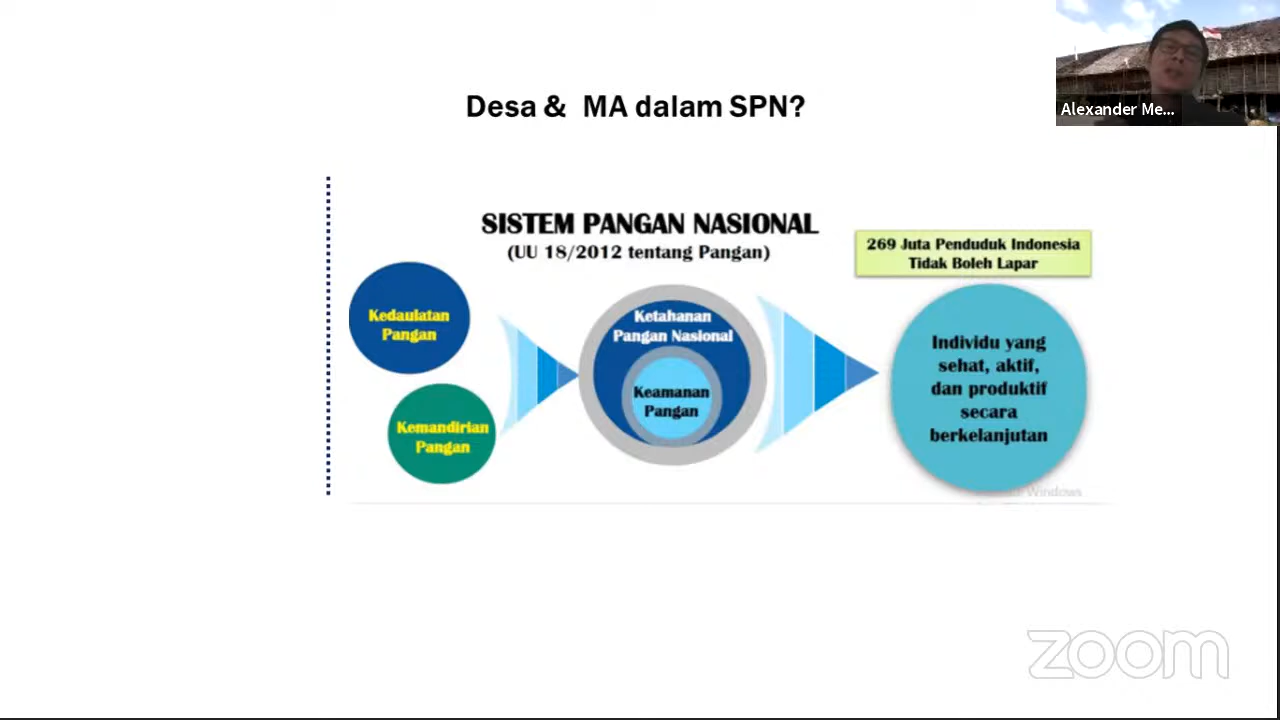 Alexander Me...
Desa & MA dalam SPN?
SISTEM PANGAN NASIONAL
(UU 18/2012 tentang Pangan)
269 Juta Penduduk Indonesia
Tidak Boleh Lapar
Kedaulatan
Pangan
Kemandirian
Pangan
Ketahanan
Pangan Nasional
Keamanan
Pangan
Individu yang
sehat, aktif,
dan produktif
secara
berkelanjutan
Windows
zoom